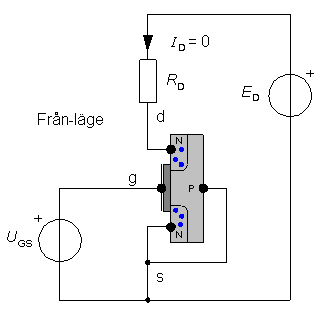 I_D = 0
+
R_D
E_D
d
Från-läge
N
g
P
+
U_GS
N
s